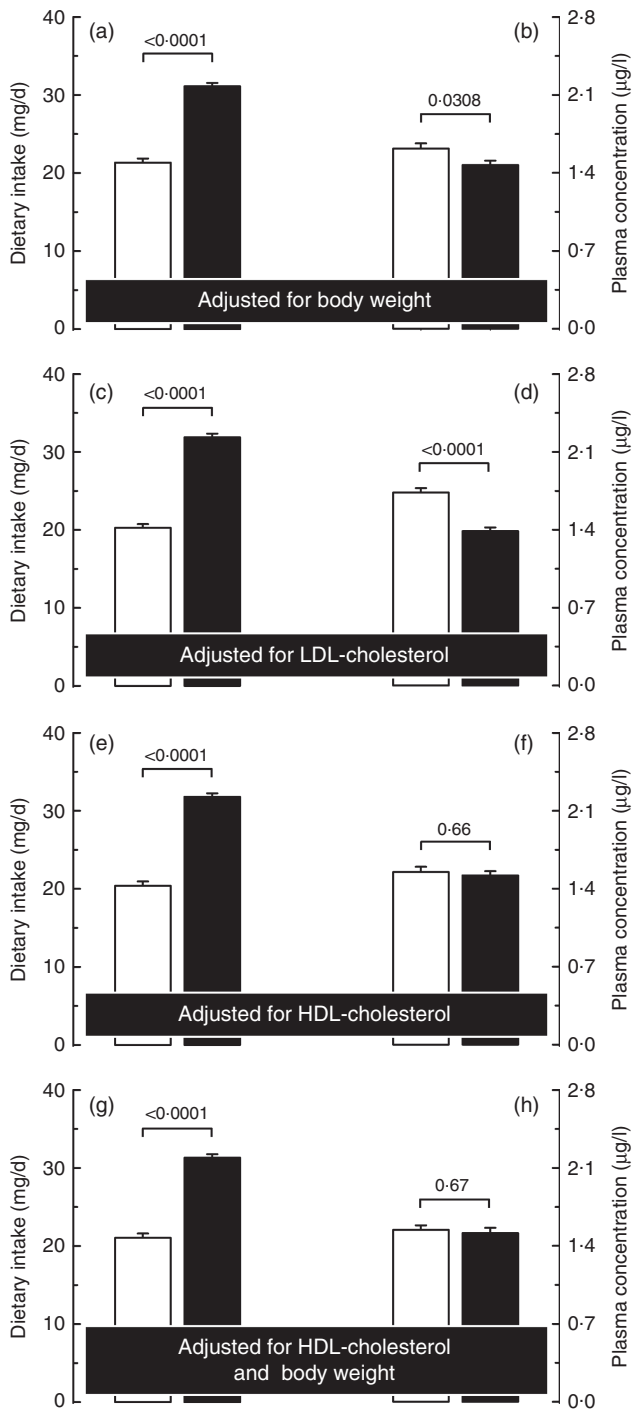 Dietary intake (mg/d)
40
30
20
10
0
(a)
<0·0001
(b)
0·0308
2·8
2·1
1·4
0·7
0·0
Plasma concentration (μg/l)
Adjusted for body weight
Dietary intake (mg/d)
40
30
20
10
0
(c)
<0·0001
(d)
<0·0001
2·8
2·1
1·4
0·7
0·0
Plasma concentration (μg/l)
Adjusted for LDL-cholesterol
Dietary intake (mg/d)
40
30
20
10
0
(e)
<0·0001
(f)
0·66
2·8
2·1
1·4
0·7
0·0
Plasma concentration (μg/l)
Adjusted for HDL-cholesterol
Dietary intake (mg/d)
40
30
20
10
0
(g)
<0·0001
(h)
0·67
2·8
2·1
1·4
0·7
0·0
Plasma concentration (μg/l)
Adjusted for HDL-cholesterol
and body weight